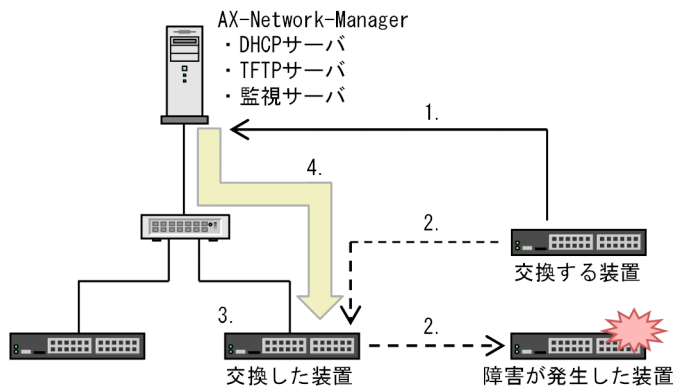 AX-Network-Manager
・DHCPサーバ
・TFTPサーバ
・監視サーバ
1.
4.
2.
交換する装置
3.
2.
交換した装置
障害が発生した装置